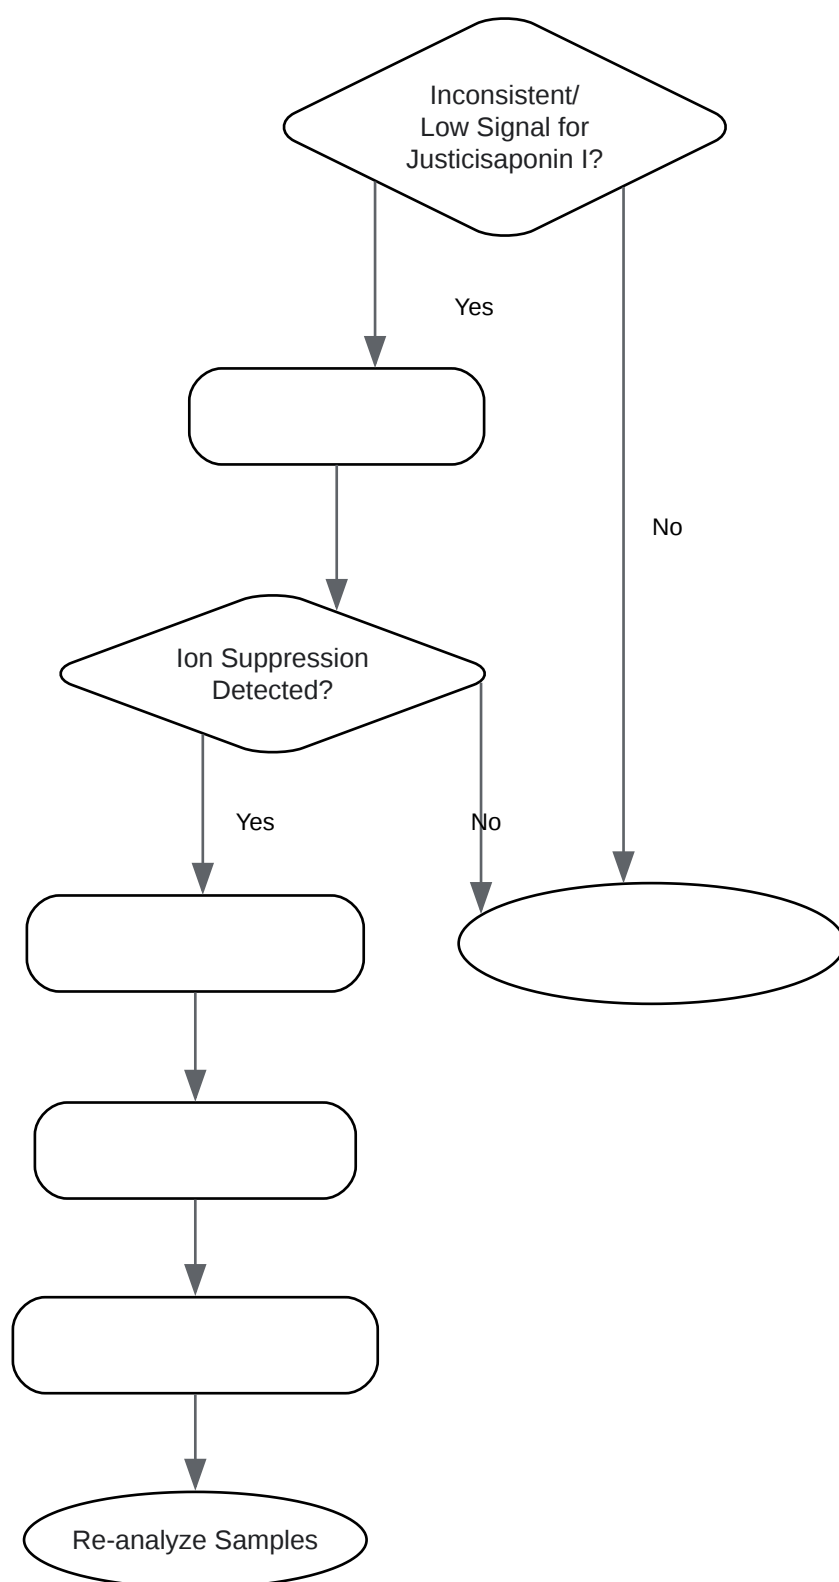 Inconsistent/
Low Signal for
Justicisaponin I?
Yes
No
Ion Suppression
Detected?
Yes
No
Re-analyze Samples